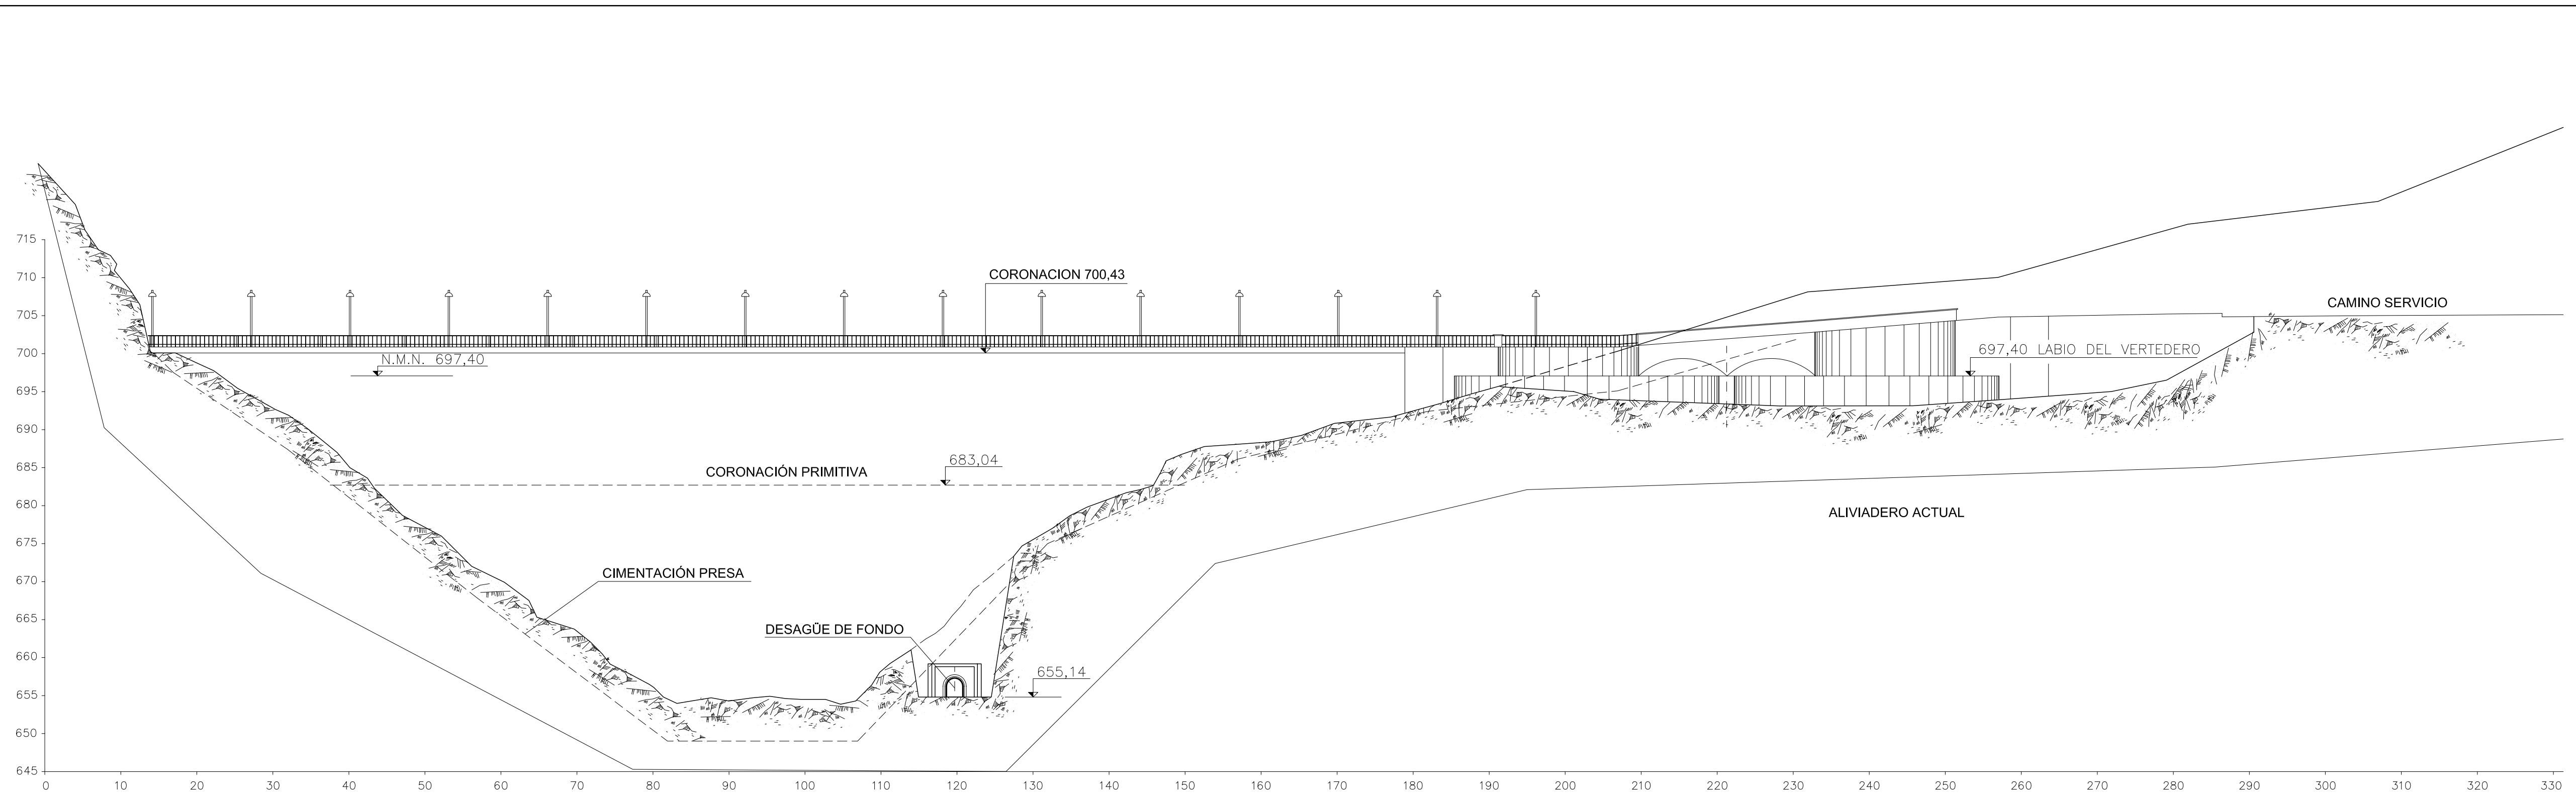 CORONACION 700,43
CAMINO SERVICIO
N.M.N. 697,40
697,40 LABIO DEL VERTEDERO
CORONACIÓN PRIMITIVA
683,04
ALIVIADERO ACTUAL
CIMENTACIÓN PRESA
DESAGÜE DE FONDO
655,14
715
710
705
700
695
690
685
680
675
670
665
660
655
650
645
0 10 20 30 40 50 60 70 80 90 100 110 120 130 140 150 160 170 180 190 200 210 220 230 240 250 260 270 280 290 300 310 320 330